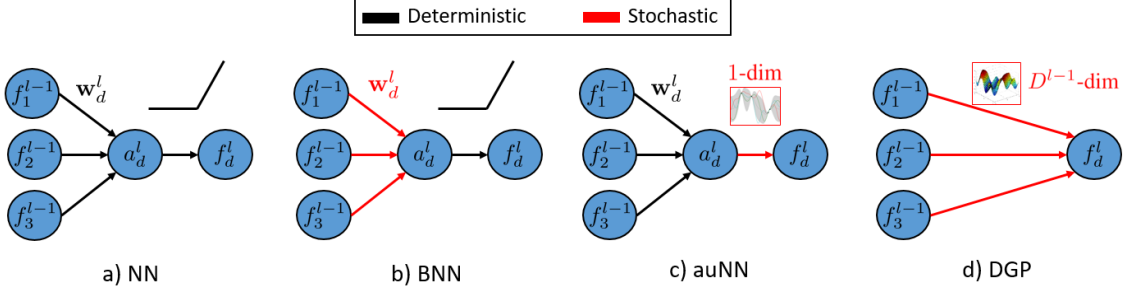 Deterministic Stochastic
f_1^{l-1} w_d^l f_2^{l-1} a_d^l f_d^l f_3^{l-1}
f_1^{l-1} w_d^l f_2^{l-1} a_d^l f_d^l f_3^{l-1}
f_1^{l-1} w_d^l 1-dim f_2^{l-1} a_d^l f_d^l f_3^{l-1}
f_1^{l-1} D^{l-1}-dim f_2^{l-1} f_d^l f_3^{l-1}
a) NN b) BNN c) auNN d) DGP